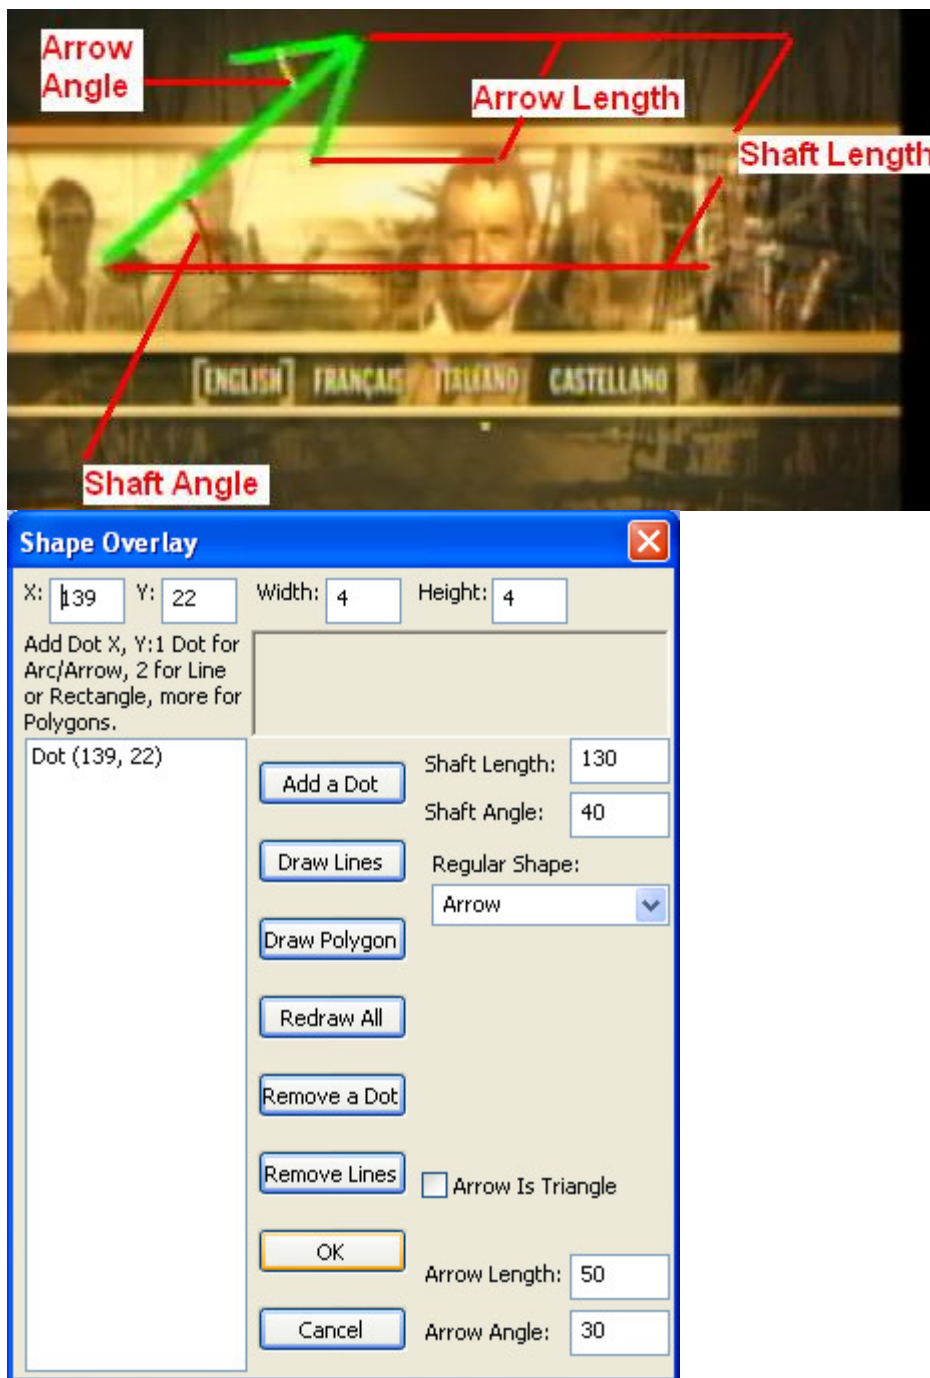 Arrow
Angle
Arrow Length
Shaft Length
[ENGLISH] FRANÇAIS ITALIANO CASTELLANO
Shaft Angle
Shape Overlay
X: 139 Y: 22 Width: 4 Height: 4
Add Dot X, Y:1 Dot for
Arc/Arrow, 2 for Line
or Rectangle, more for
Polygons.
Dot (139, 22)
Add a Dot
Shaft Length: 130
Shaft Angle: 40
Draw Lines
Regular Shape:
Arrow
Draw Polygon
Redraw All
Remove a Dot
Remove Lines
Arrow Is Triangle
OK
Arrow Length: 50
Cancel
Arrow Angle: 30